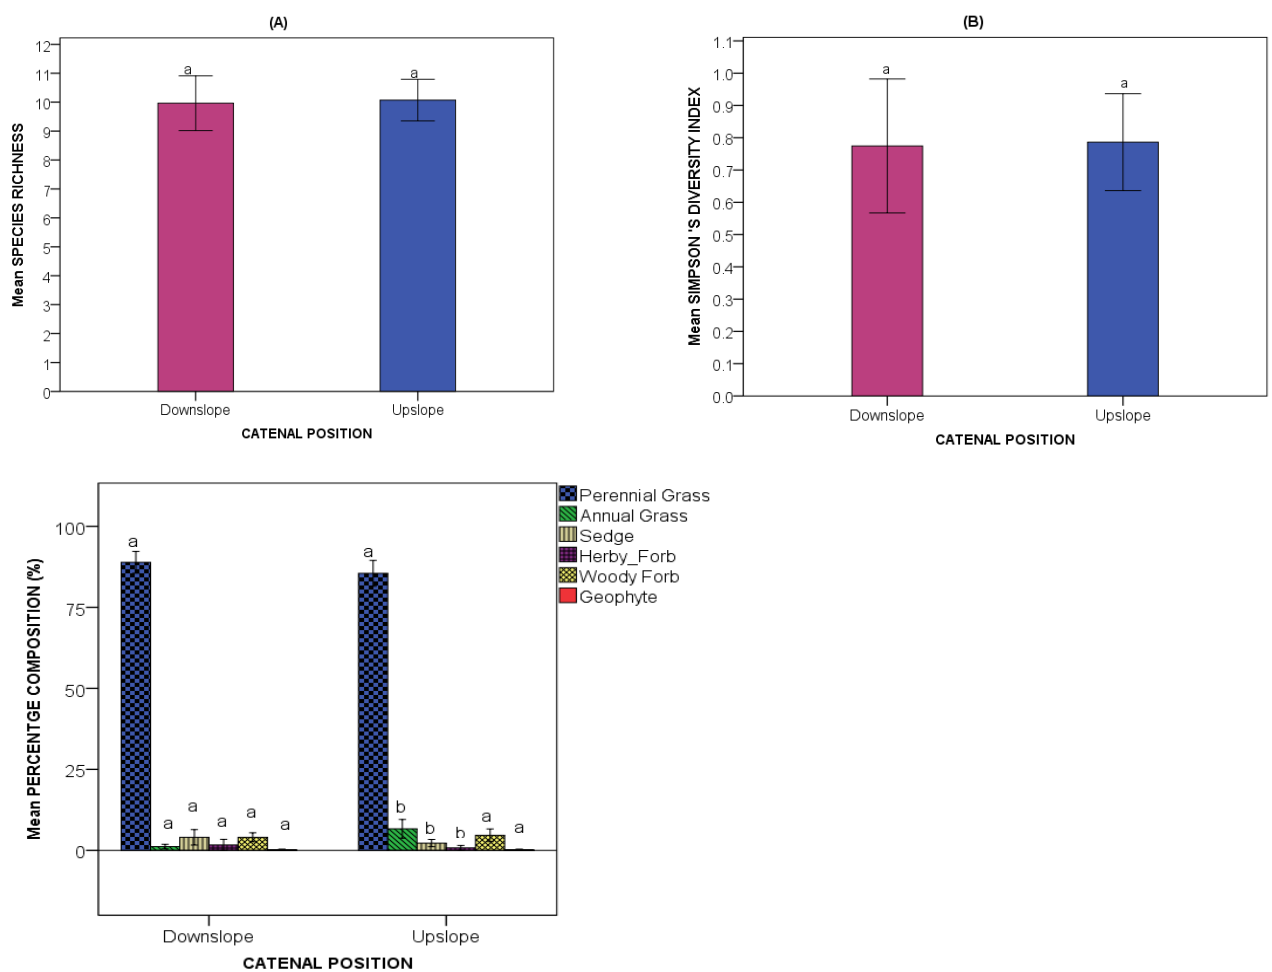 (A)
Mean SPECIES RICHNESS
12
11
10
9
8
7
6
5
4
3
2
1
0
a
a
Downslope
Upslope
CATENAL POSITION
(B)
Mean SIMPSON 'S DIVERSITY INDEX
1.1
1.0
0.9
0.8
0.7
0.6
0.5
0.4
0.3
0.2
0.1
0.0
a
a
Downslope
Upslope
CATENAL POSITION
Mean PERCENTGE COMPOSITION (%)
100
75
50
25
0
a
a
a
a
a
a
a
b
b
b
a
a
Downslope
Upslope
CATENAL POSITION
Perennial Grass
Annual Grass
Sedge
Herby_Forb
Woody Forb
Geophyte